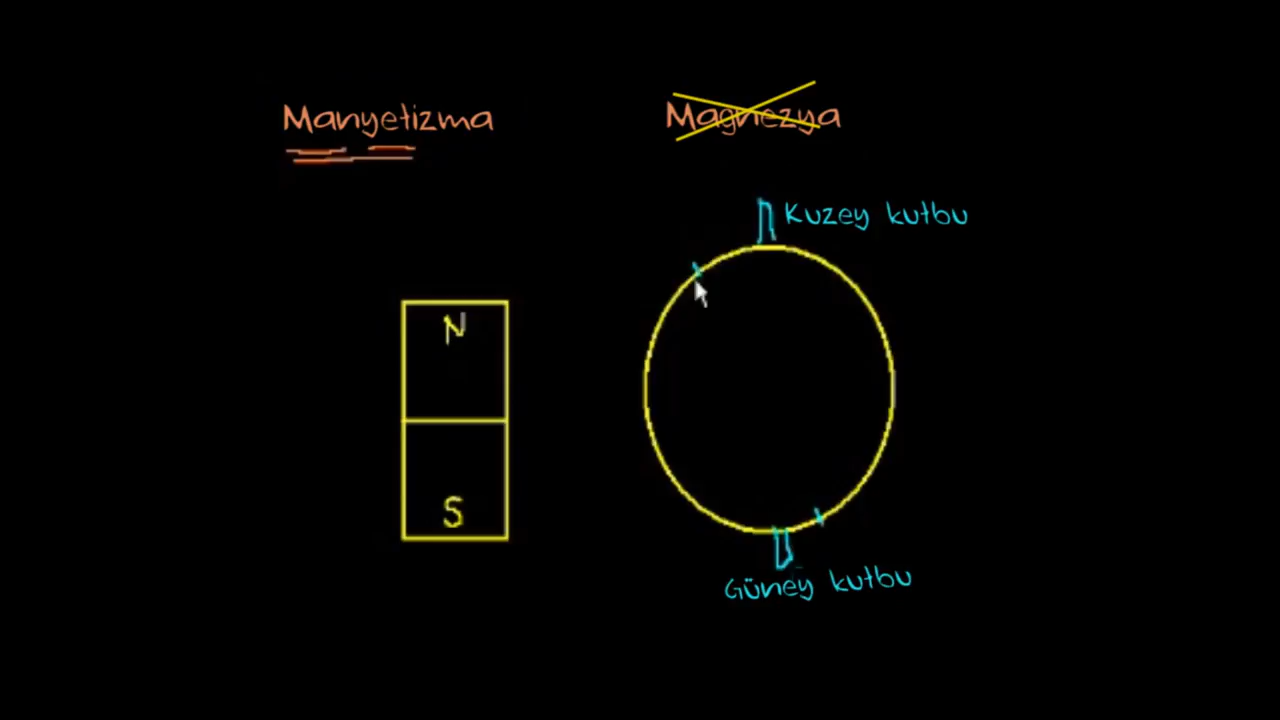 Manyetizma
Magnezya
Kuzey kutbu
N
S
Güney kutbu